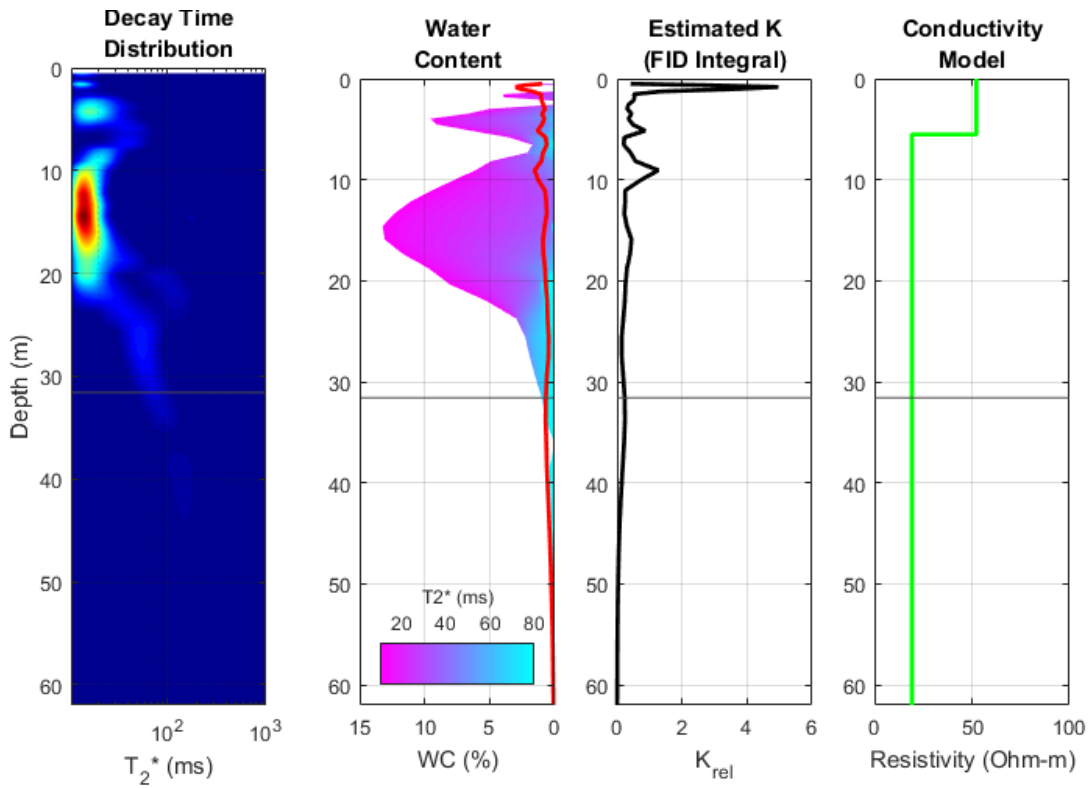 Decay Time
Distribution
0
10
20
30
40
50
60
Depth (m)
10^2
10^3
T_2* (ms)
Water
Content
0
10
20
30
40
50
60
T2* (ms)
20 40 60 80
15 10 5 0
WC (%)
Estimated K
(FID Integral)
0
10
20
30
40
50
60
0 2 4 6
K_rel
Conductivity
Model
0
10
20
30
40
50
60
0 50 100
Resistivity (Ohm-m)